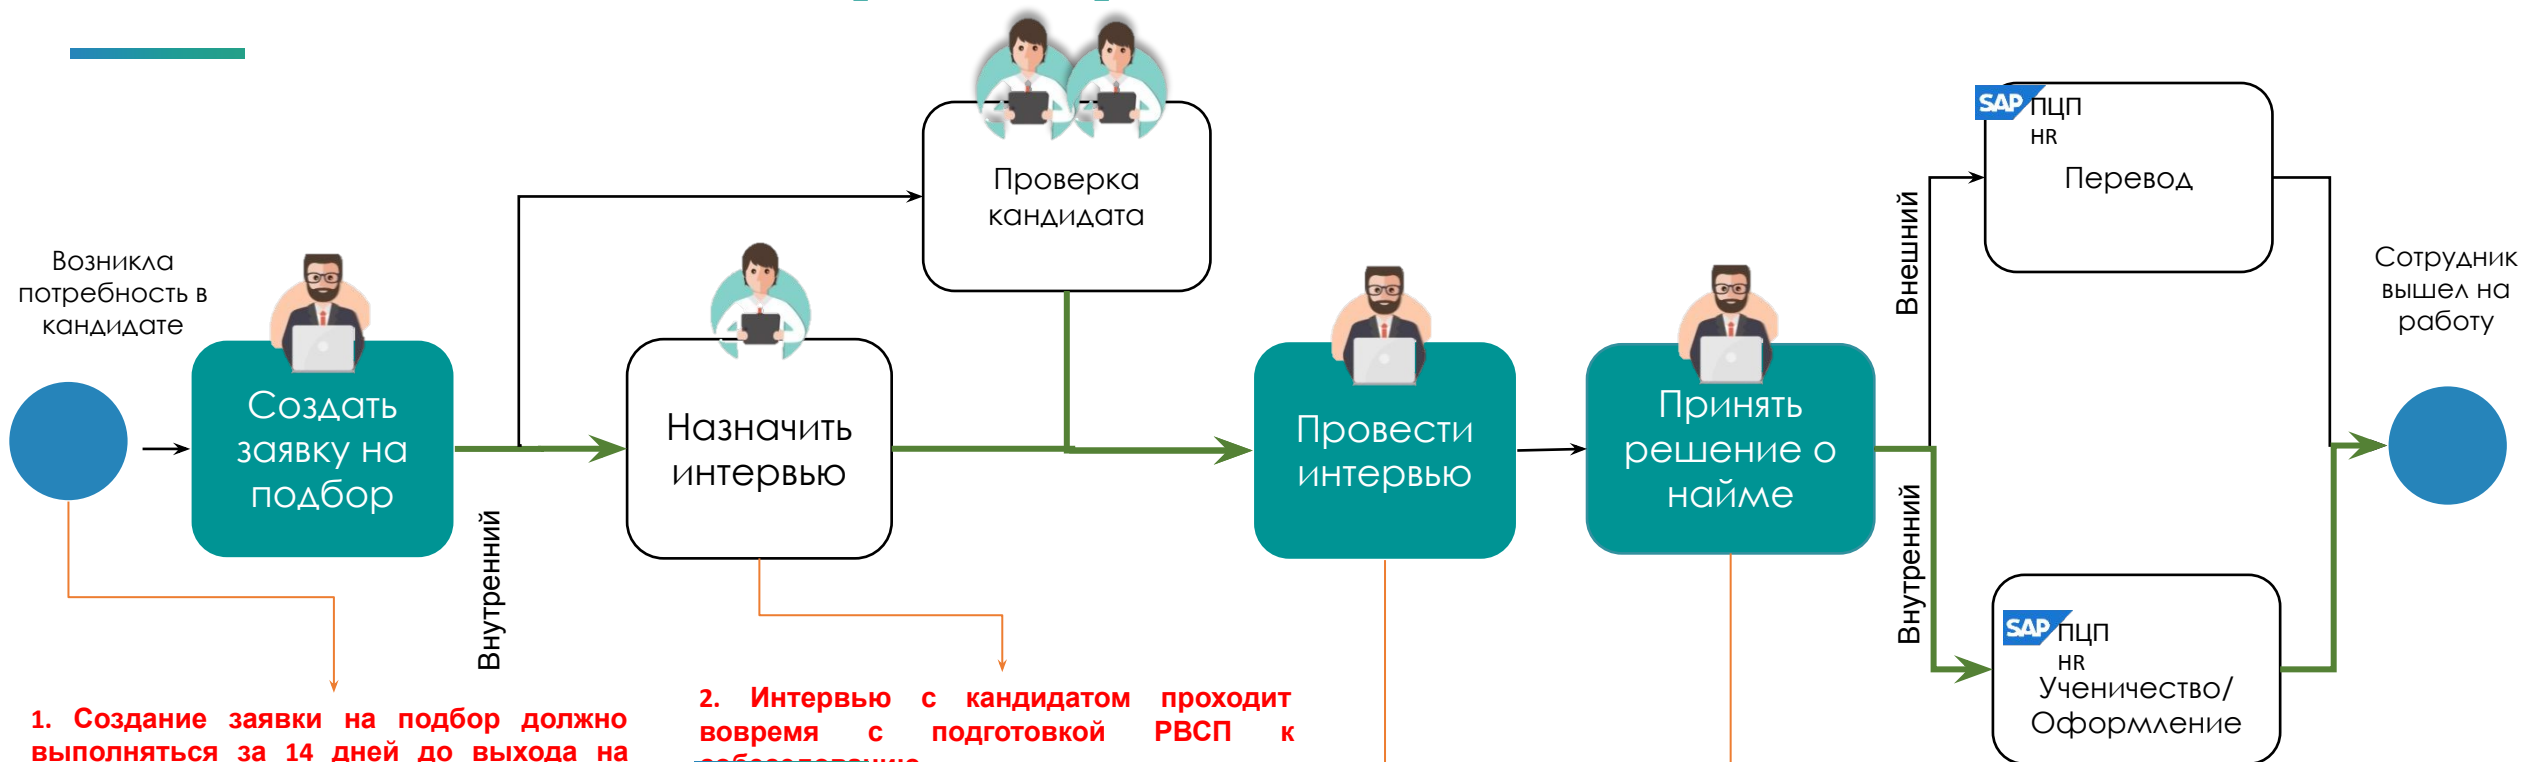 Возникла
потребность в
кандидате
Создать
заявку на
подбор
Внутренний
Назначить
интервью
Проверка
кандидата
Провести
интервью
Принять
решение о
найме
Внешний
Внутренний
SAP ПЦП
HR
Перевод
SAP ПЦП
HR
Ученичество/
Оформление
Сотрудник
вышел на
работу
1. Создание заявки на подбор должно
выполняться за 14 дней до выхода на
2. Интервью с кандидатом проходит
вовремя с подготовкой РВСП к